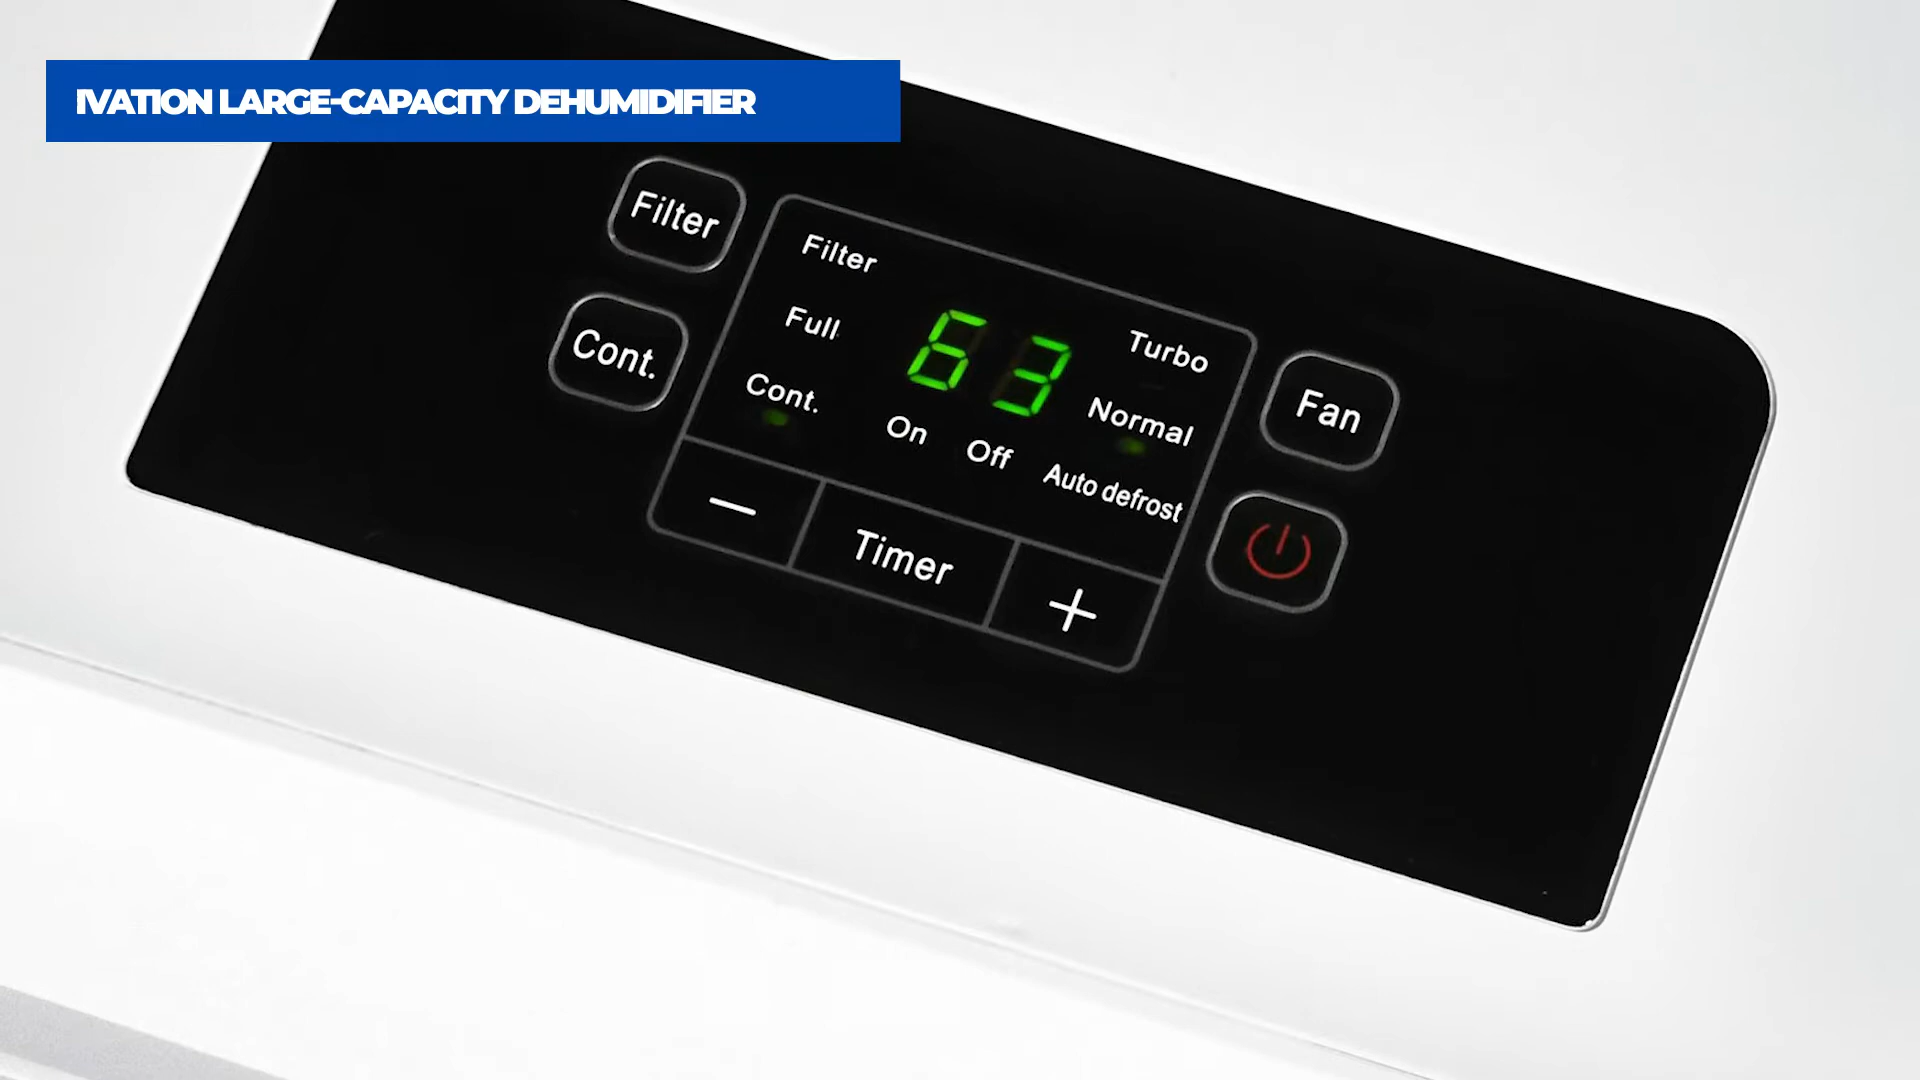 IVATION LARGE-CAPACITY DEHUMIDIFIER
Filter
Cont.
Filter
Full
Cont.
63
On Off
Turbo
Normal
Auto defrost
Fan
— Timer +